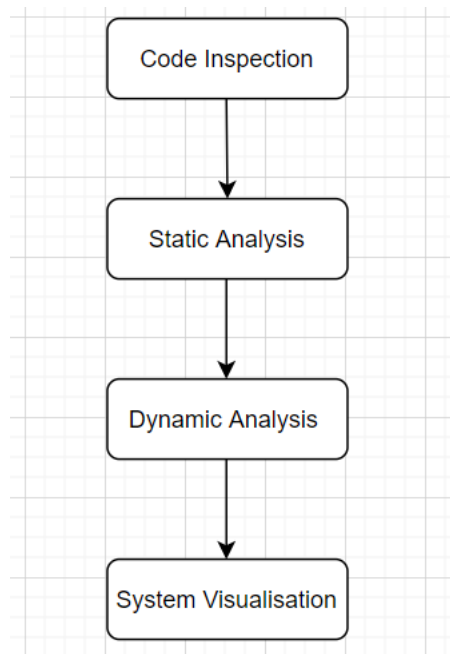 Code Inspection
Static Analysis
Dynamic Analysis
System Visualisation